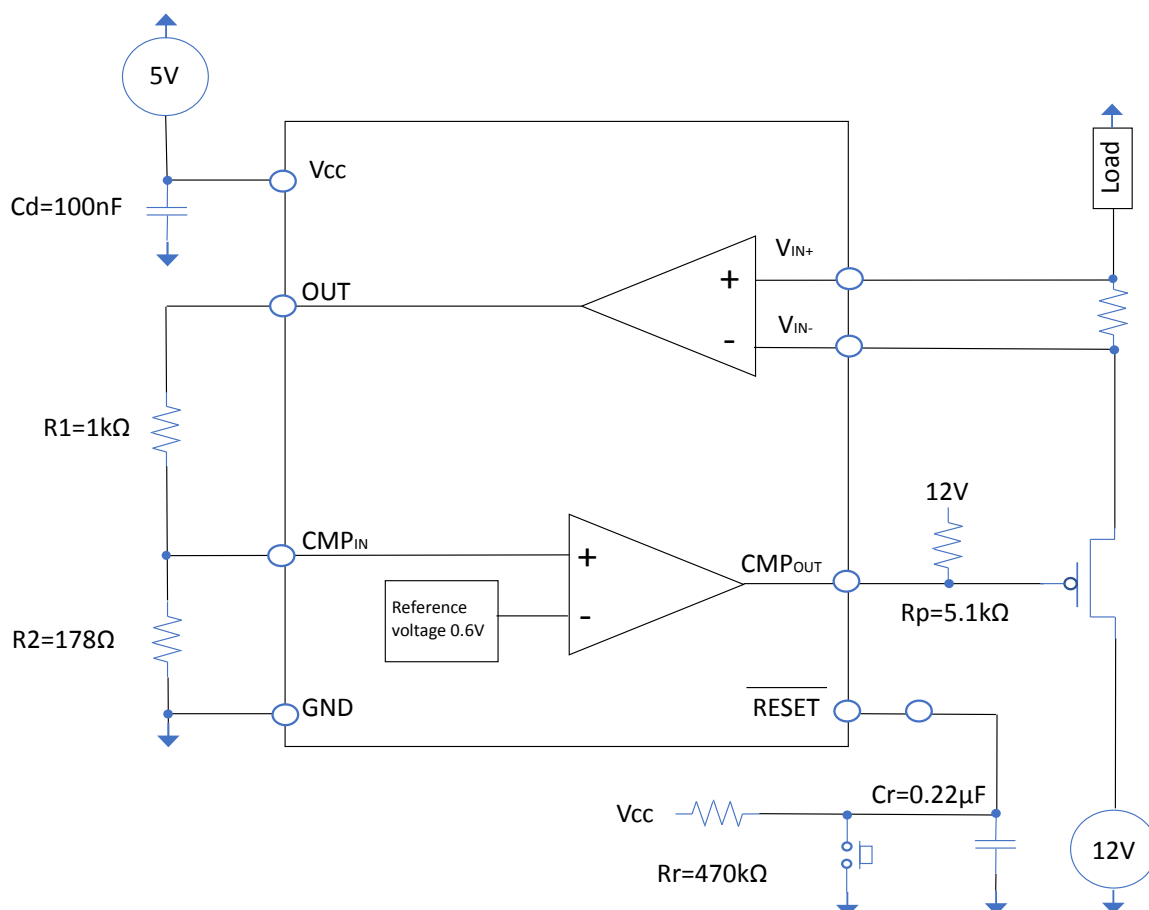 5V
Vcc
Cd=100nF
Load
VIN+
OUT
+
VIN-
-
R1=1kΩ
12V
CMPIN
+
CMPOUT
Reference
voltage 0.6V
-
Rp=5.1kΩ
R2=178Ω
GND
RESET
Cr=0.22µF
Vcc
12V
Rr=470kΩ